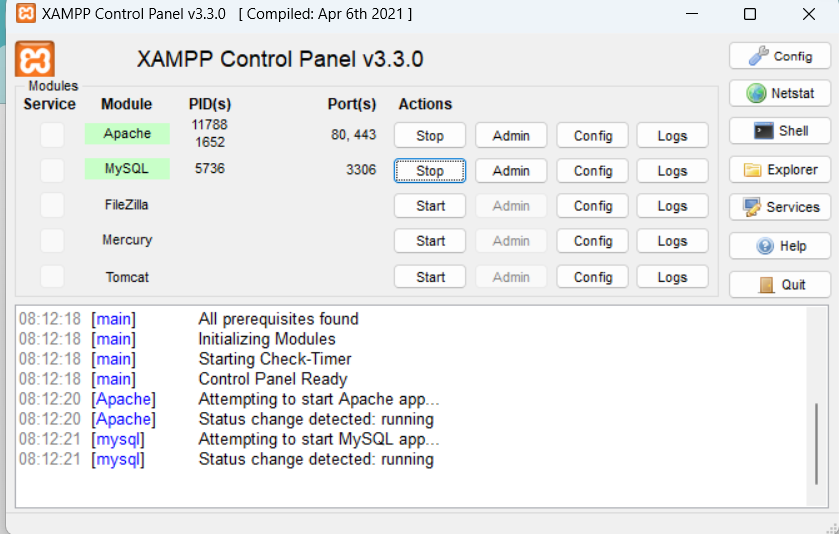 XAMPP Control Panel v3.3.0 [ Compiled: Apr 6th 2021 ]
XAMPP Control Panel v3.3.0
Config
Modules
Service Module PID(s) Port(s) Actions
Netstat
Apache 11788 1652 80, 443 Stop Admin Config Logs
Shell
MySQL 5736 3306 Stop Admin Config Logs
Explorer
FileZilla Start Admin Config Logs
Services
Mercury Start Admin Config Logs
Help
Tomcat Start Admin Config Logs
Quit
08:12:18 [main] All prerequisites found
08:12:18 [main] Initializing Modules
08:12:18 [main] Starting Check-Timer
08:12:18 [main] Control Panel Ready
08:12:20 [Apache] Attempting to start Apache app...
08:12:20 [Apache] Status change detected: running
08:12:21 [mysql] Attempting to start MySQL app...
08:12:21 [mysql] Status change detected: running